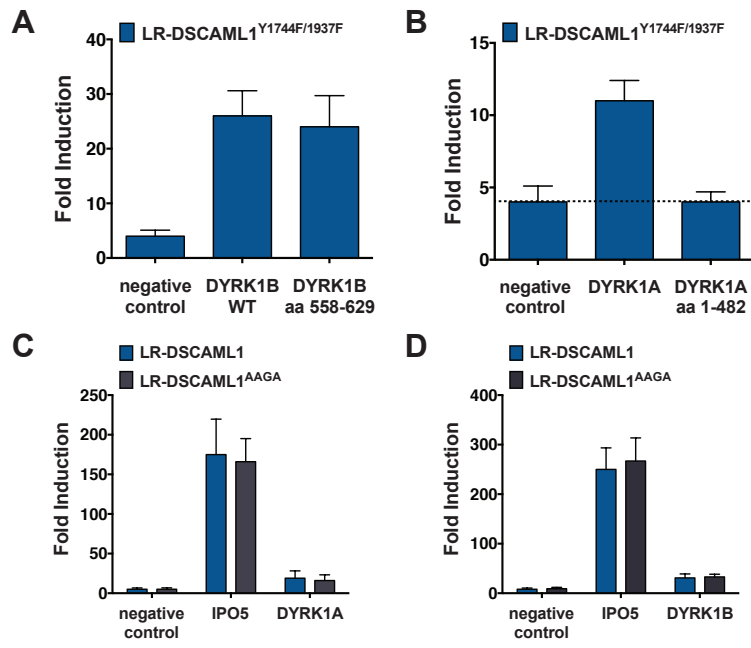 A
LR-DSCAML1Y1744F/1937F
Fold Induction
40
30
20
10
0
negative control
DYRK1B WT
DYRK1B aa 558-629
B
LR-DSCAML1Y1744F/1937F
Fold Induction
15
10
5
0
negative control
DYRK1A
DYRK1A aa 1-482
C
LR-DSCAML1
LR-DSCAML1AAGA
Fold Induction
250
200
150
100
50
0
negative control
IPO5
DYRK1A
D
LR-DSCAML1
LR-DSCAML1AAGA
Fold Induction
400
300
200
100
0
negative control
IPO5
DYRK1B